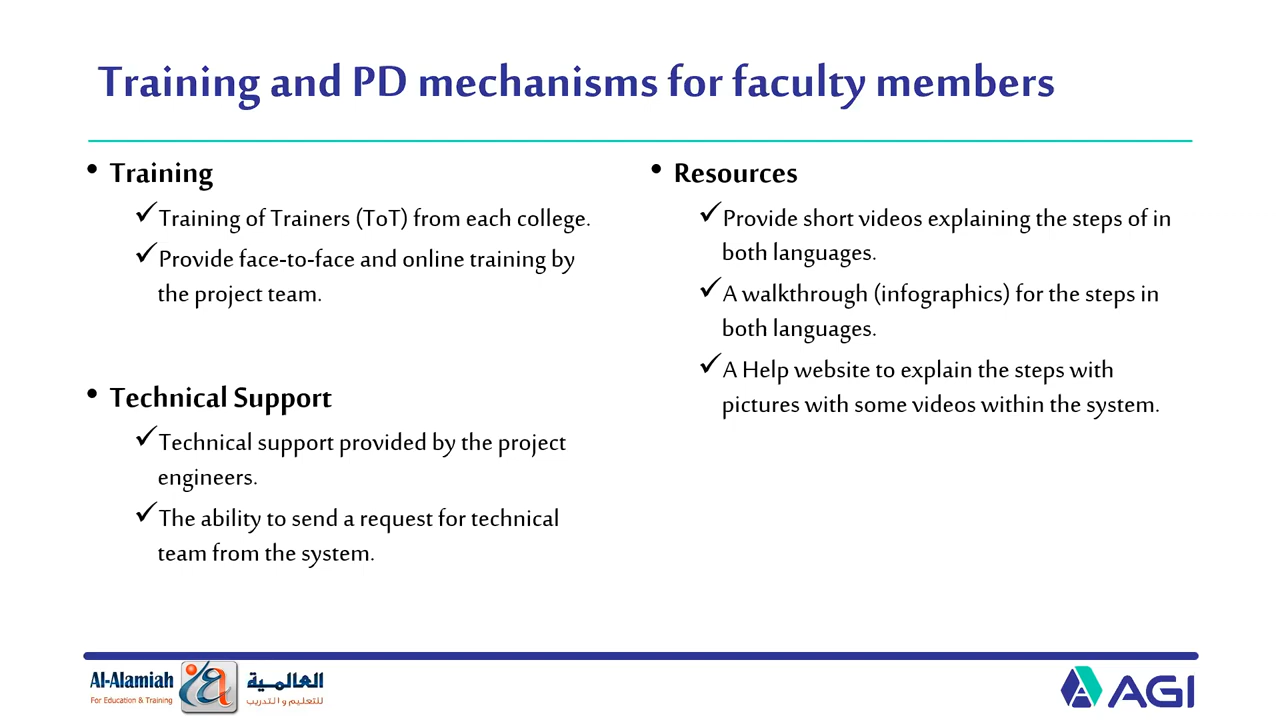 Training and PD mechanisms for faculty members
• Training
✓Training of Trainers (ToT) from each college.
✓Provide face-to-face and online training by
the project team.
• Technical Support
✓Technical support provided by the project
engineers.
✓The ability to send a request for technical
team from the system.
• Resources
✓Provide short videos explaining the steps of in
both languages.
✓A walkthrough (infographics) for the steps in
both languages.
✓A Help website to explain the steps with
pictures with some videos within the system.
Al-Alamiah
For Education & Training
العالمية
للتعليم والتدريب
AGI